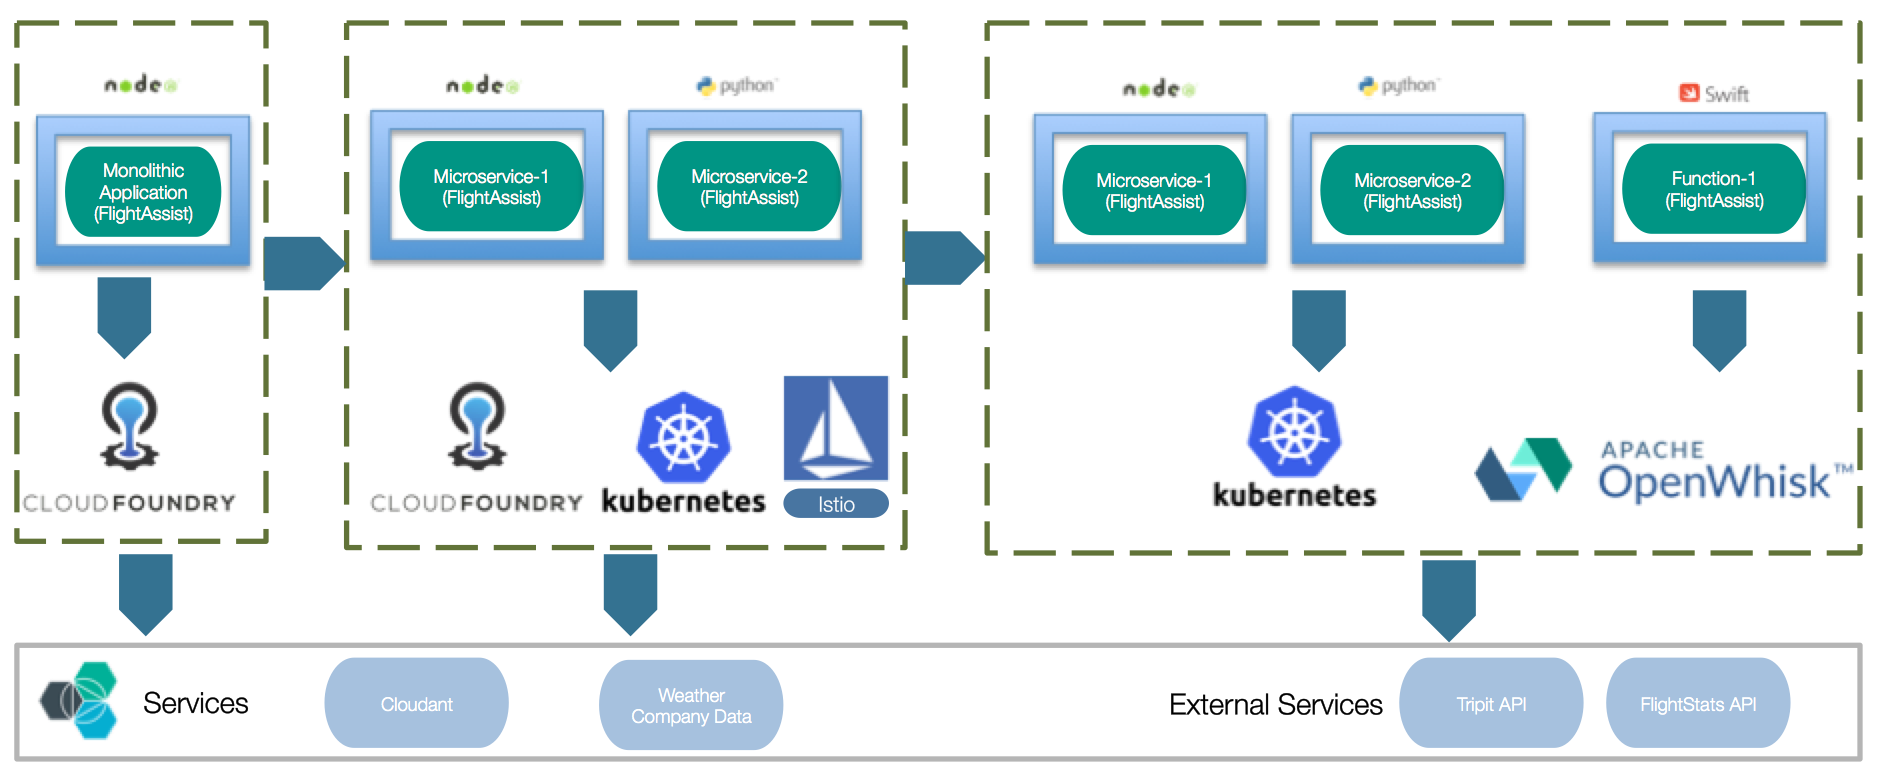 node
Monolithic
Application
(FlightAssist)
CLOUDFOUNDRY
node
python
Microservice-1
(FlightAssist)
Microservice-2
(FlightAssist)
CLOUDFOUNDRY
kubernetes
Istio
node
python
Swift
Microservice-1
(FlightAssist)
Microservice-2
(FlightAssist)
Function-1
(FlightAssist)
kubernetes
APACHE
OpenWhisk™
Services
Cloudant
Weather
Company Data
External Services
Tripit API
FlightStats API